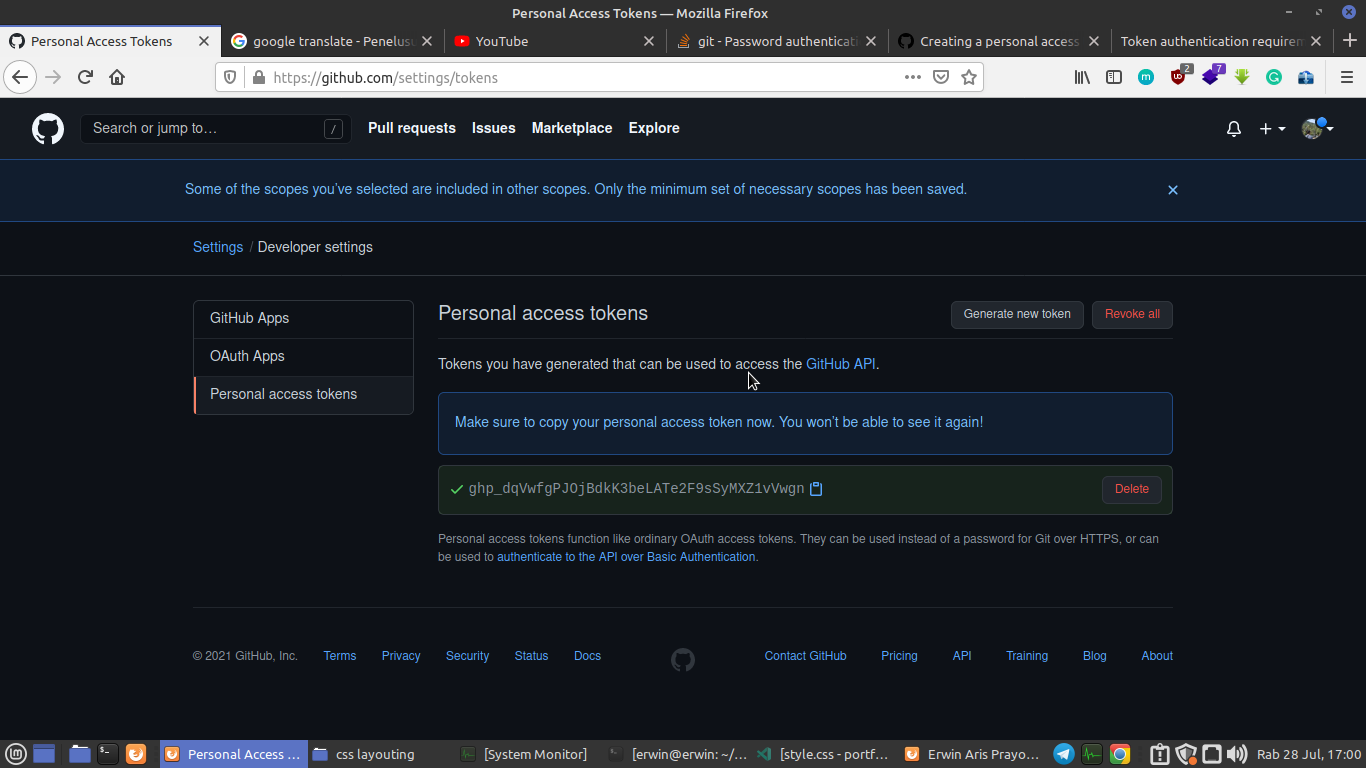 Personal Access Tokens — Mozilla Firefox
Personal Access Tokens
google translate - Penelusu
YouTube
git - Password authenticati
Creating a personal access
Token authentication requirem
https://github.com/settings/tokens
2
7
Search or jump to…
/
Pull requests
Issues
Marketplace
Explore
Some of the scopes you’ve selected are included in other scopes. Only the minimum set of necessary scopes has been saved.
Settings / Developer settings
GitHub Apps
OAuth Apps
Personal access tokens
Personal access tokens
Generate new token
Revoke all
Tokens you have generated that can be used to access the GitHub API.
Make sure to copy your personal access token now. You won’t be able to see it again!
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
Delete
Personal access tokens function like ordinary OAuth access tokens. They can be used instead of a password for Git over HTTPS, or can
be used to authenticate to the API over Basic Authentication.
© 2021 GitHub, Inc.
Terms
Privacy
Security
Status
Docs
Contact GitHub
Pricing
API
Training
Blog
About
Personal Access ...
css layouting
[System Monitor]
[erwin@erwin: ~/...
[style.css - portf...
Erwin Aris Prayo...
Rab 28 Jul, 17:00